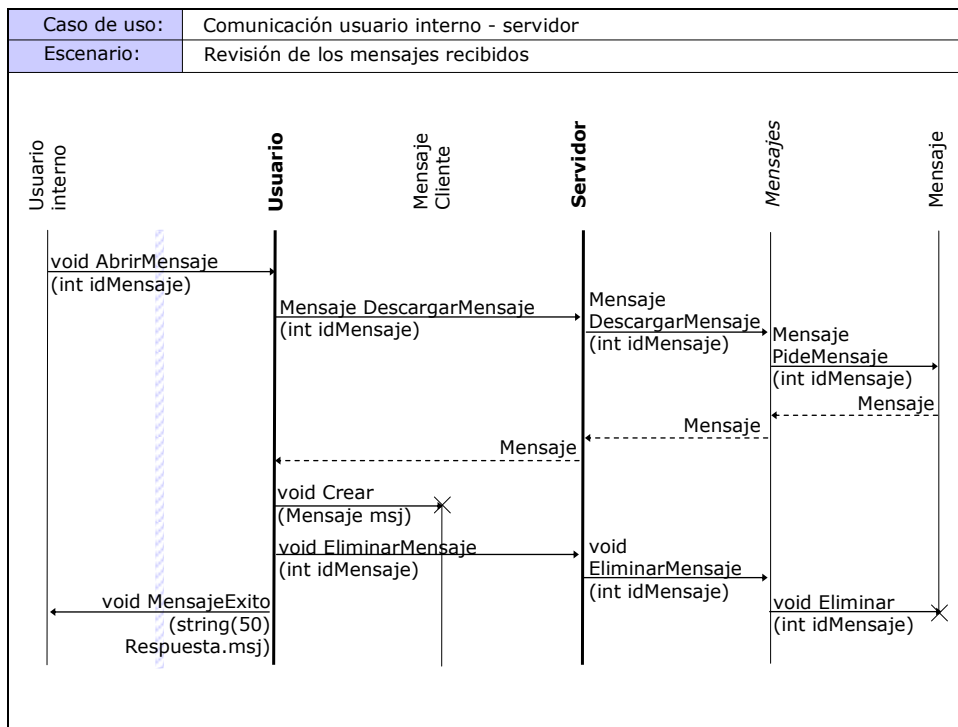 Caso de uso: Comunicación usuario interno - servidor
Escenario: Revisión de los mensajes recibidos
Usuario
interno
Usuario
Mensaje
Cliente
Servidor
Mensajes
Mensaje
void AbrirMensaje
(int idMensaje)
Mensaje DescargarMensaje
(int idMensaje)
Mensaje
DescargarMensaje
(int idMensaje)
Mensaje
PideMensaje
(int idMensaje)
Mensaje
Mensaje
Mensaje
void Crear
(Mensaje msj)
void EliminarMensaje
(int idMensaje)
void
EliminarMensaje
(int idMensaje)
void MensajeExito
(string(50)
Respuesta.msj)
void Eliminar
(int idMensaje)